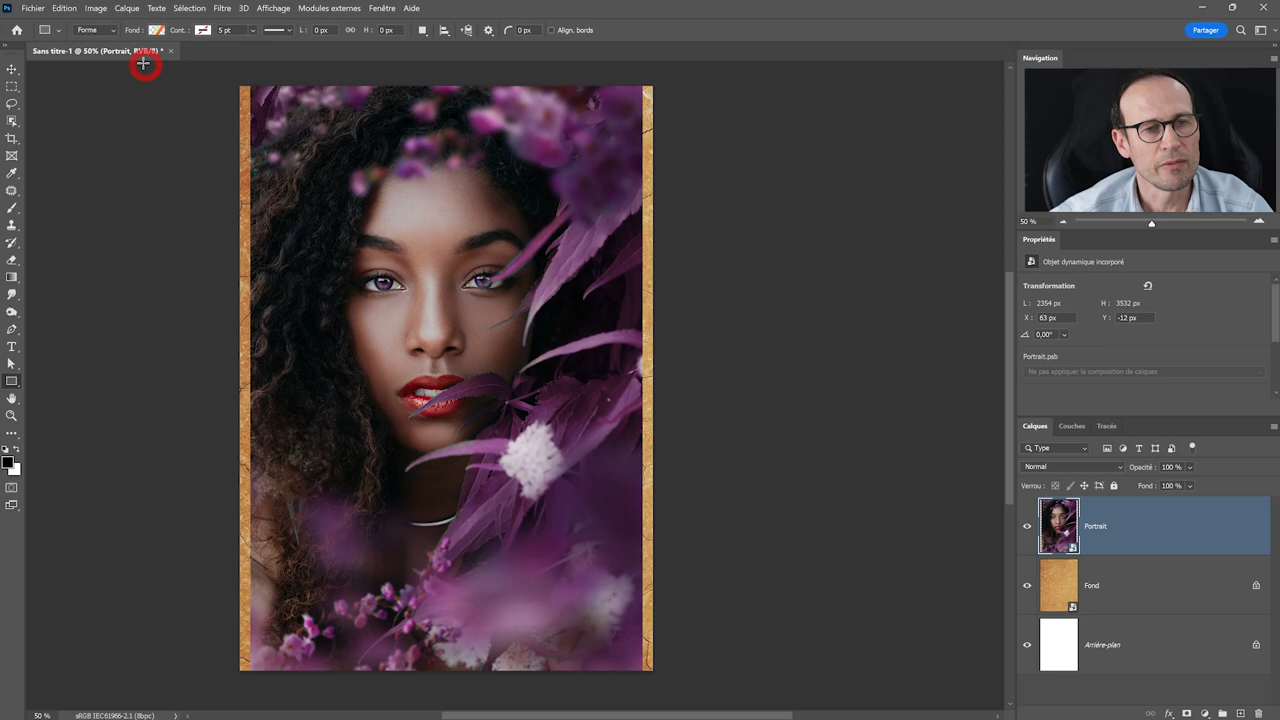 Ps Fichier Edition Image Calque Texte Sélection Filtre 3D Affichage Modules externes Fenêtre Aide
Forme Fond : Cont. : 5 pt L : 0 px H : 0 px 0 px Align. bords Partager
Sans titre-1 @ 50% (Portrait, RVB/8) * ×
Navigation
50 %
Propriétés
Objet dynamique incorporé
Transformation
L : 2354 px H : 3532 px
X : 63 px Y : -12 px
0,00°
Portrait.psb
Ne pas appliquer la composition de calques
Calques Couches Tracés
Type
Normal Opacité : 100 %
Verrou : Fond : 100 %
Portrait
Fond
Arrière-plan
50 % sRGB IEC61966-2.1 (8bpc)